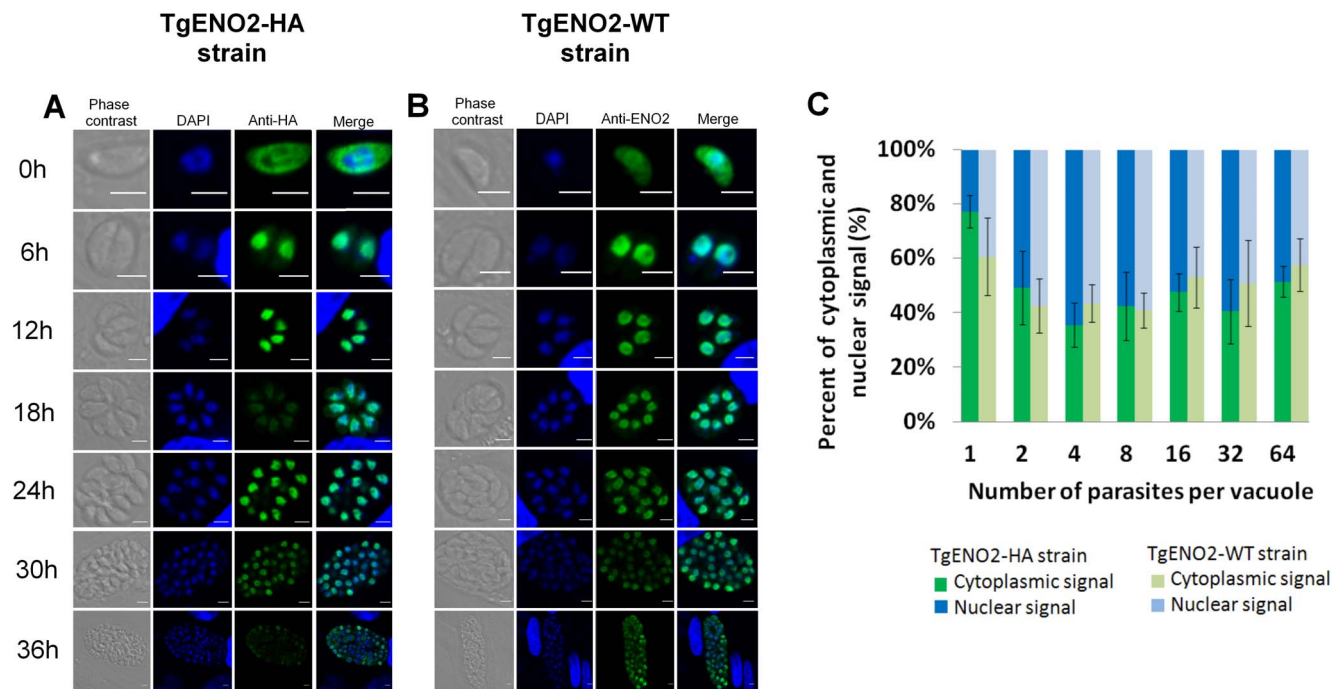 TgENO2-HA
strain
TgENO2-WT
strain
A
Phase
contrast
DAPI
Anti-HA
Merge
B
Phase
contrast
DAPI
Anti-ENO2
Merge
C
0h
6h
12h
18h
24h
30h
36h
Percent of cytoplasmic and
nuclear signal (%)
100%
80%
60%
40%
20%
0%
1 2 4 8 16 32 64
Number of parasites per vacuole
TgENO2-HA strain
Cytoplasmic signal
Nuclear signal
TgENO2-WT strain
Cytoplasmic signal
Nuclear signal